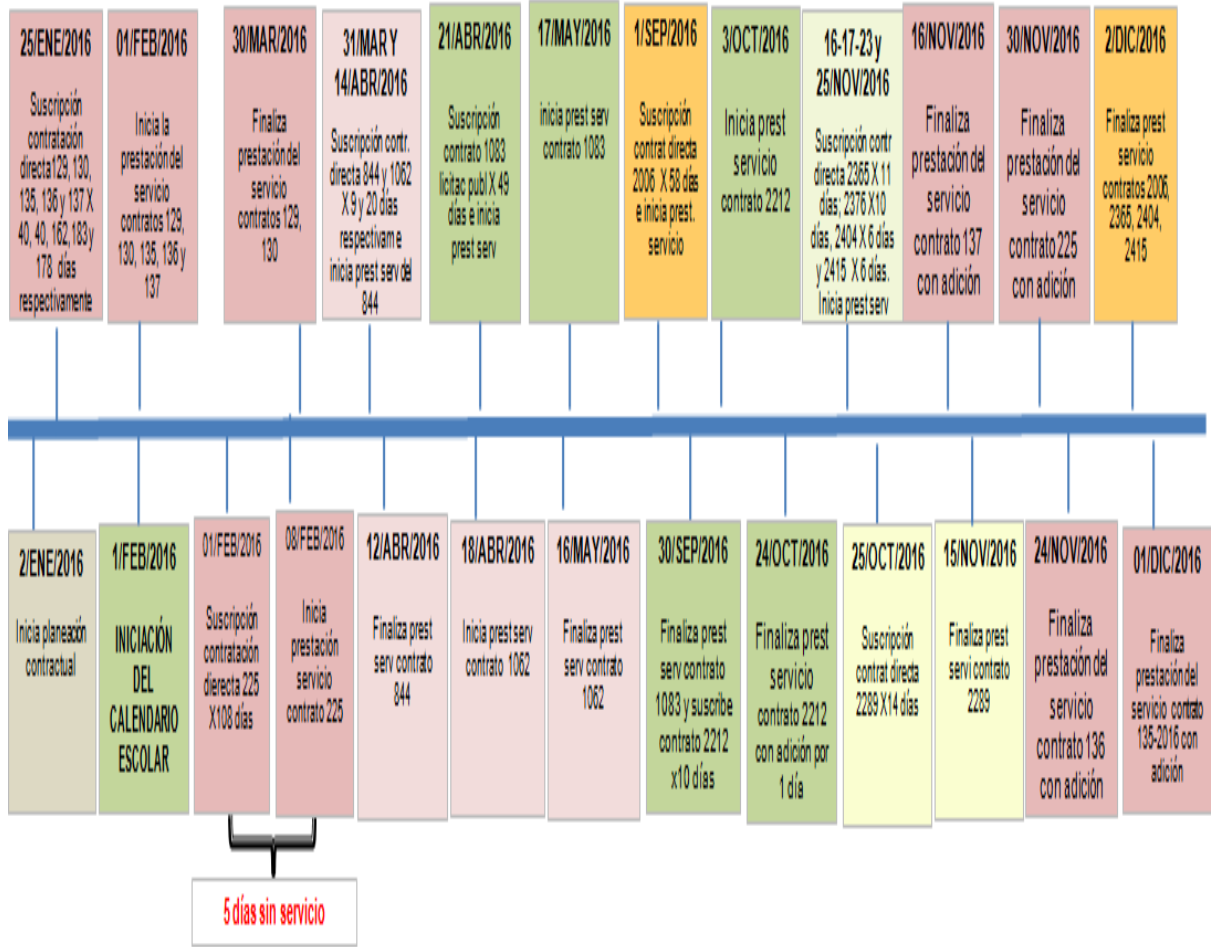 25/ENE/2016
Suscripción
contratación
directa129, 130,
135, 136 y 137 X
40, 40, 162, 183 y
178 días
respectivamente
01/FEB/2016
Inicia la
prestación del
servicio
contratos 129,
130, 135, 136 y
137
30/MAR/2016
Finaliza
prestación del
servicio
contratos 129,
130
31/MAR Y
14/ABR/2016
Suscripción contr.
directa 844 y 1062
X 9 y 20 días
respectivam e
inicia prest serv del
844
21/ABR/2016
Suscripción
contrato 1083
licitac publ X 49
días e inicia
prest serv
17/MAY/2016
inicia prest serv
contrato 1083
1/SEP/2016
Suscripción
contrat directa
2006 X 58 días
e inicia prest.
servicio
3/OCT/2016
Inicia prest
servicio
contrato 2212
16-17-23 y
25/NOV/2016
Suscripción contr
directa 2365 X 11
días; 2376 X10
días, 2404 X 6 días
y 2415 X 6 días.
Inicia prest serv
16/NOV/2016
Finaliza
prestación del
servicio
contrato 137
con adición
30/NOV/2016
Finaliza
prestación del
servicio
contrato 225
con adición
2/DIC/2016
Finaliza prest
servicio
contratos 2006,
2365, 2404,
2415
2/ENE/2016
Inicia planeación
contractual
1/FEB/2016
INICIACIÓN
DEL
CALENDARIO
ESCOLAR
01/FEB/2016
Suscripción
contratación
dierecta 225
X108 días
08/FEB/2016
Inicia
prestación
servicio
contrato 225
12/ABR/2016
Finaliza prest
serv contrato
844
18/ABR/2016
Inicia prest serv
contrato 1062
16/MAY/2016
Finaliza prest
serv contrato
1062
30/SEP/2016
Finaliza prest
serv contrato
1083 y suscribe
contrato 2212
x10 días
24/OCT/2016
Finaliza prest
servicio
contrato 2212
con adición por
1 día
25/OCT/2016
Suscripción
contrat directa
2289 X14 días
15/NOV/2016
Finaliza prest
servi contrato
2289
24/NOV/2016
Finaliza
prestación del
servicio
contrato 136
con adición
01/DIC/2016
Finaliza
prestación del
servicio contrato
135-2016 con
adición
5 días sin servicio